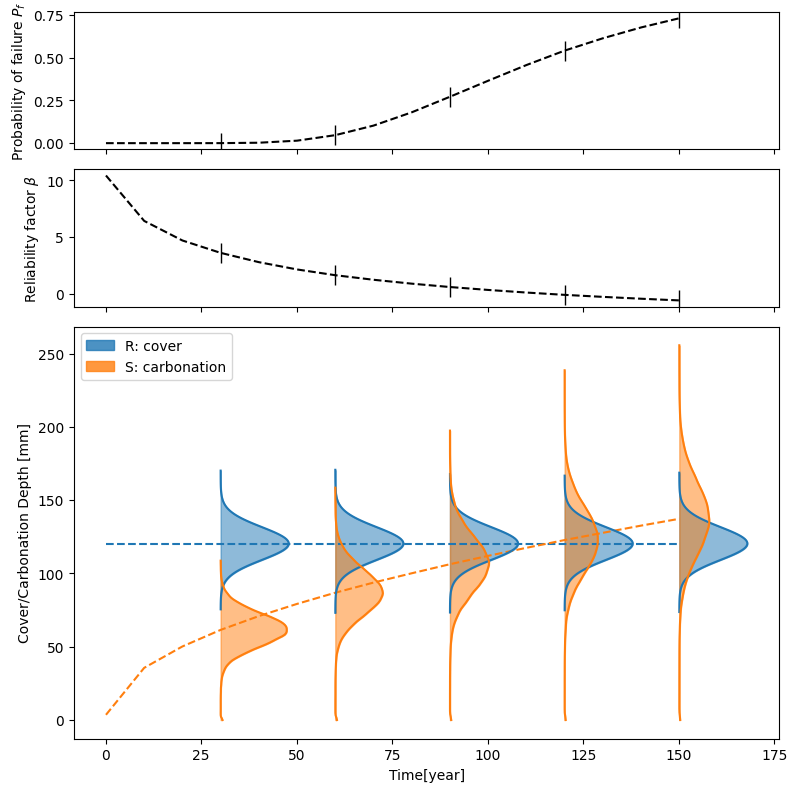 Probability of failure P_f
0.75
0.50
0.25
0.00
Reliability factor β
10
5
0
R: cover
S: carbonation
Cover/Carbonation Depth [mm]
250
200
150
100
50
0
0 25 50 75 100 125 150 175
Time[year]